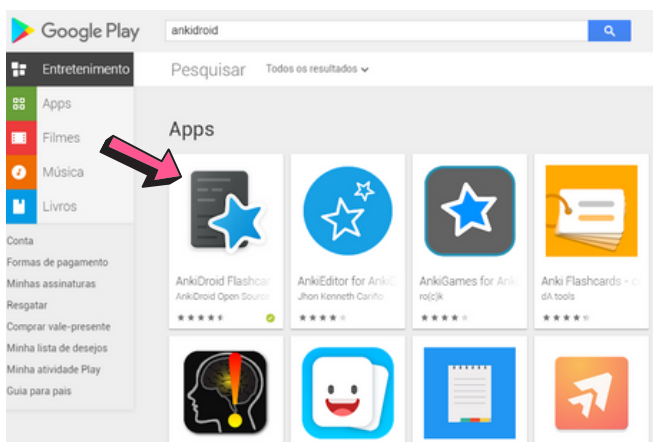 Google Play
ankidroid
Entretenimento
Pesquisar
Todos os resultados
Apps
Filmes
Música
Livros
Conta
Formas de pagamento
Minhas assinaturas
Resgatar
Comprar vale-presente
Minha lista de desejos
Minha atividade Play
Guia para pais
Apps
AnkiDroid Flashcar
AnkiDroid Open Source
AnkiEditor for Anki
Jhon Kenneth Cariño
AnkiGames for Anki
ro(c)k
Anki Flashcards -
dA tools